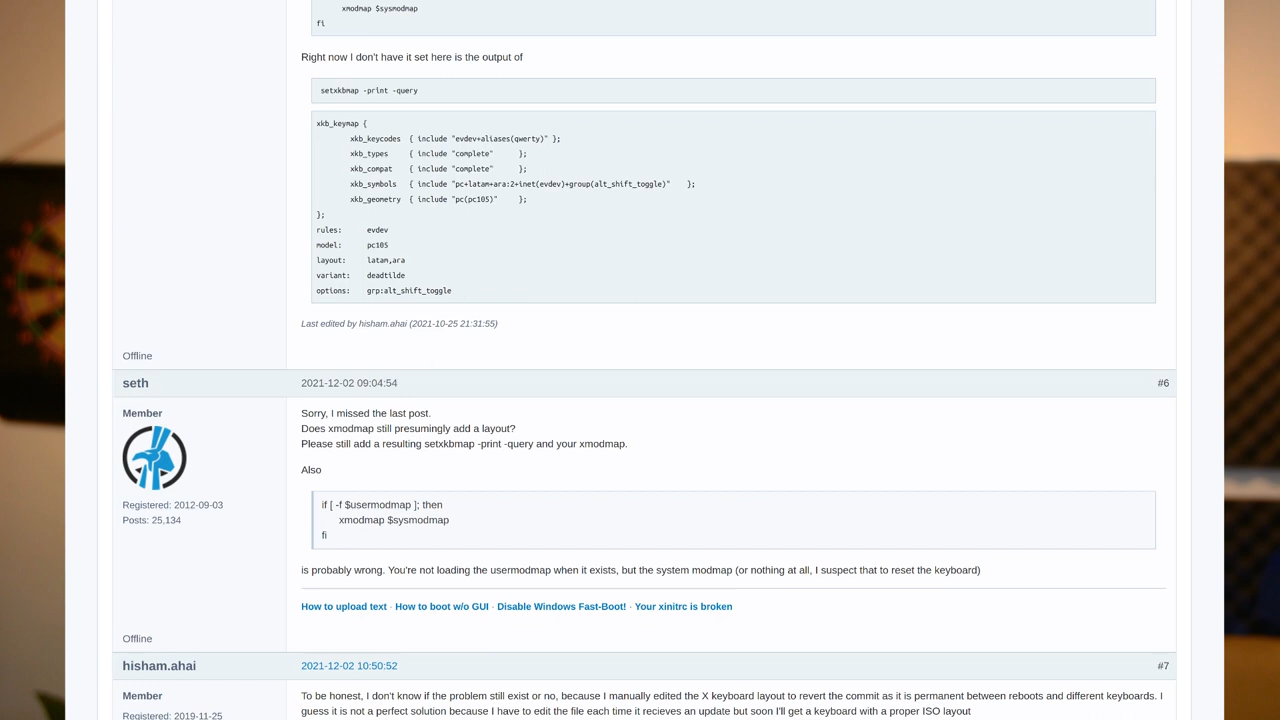 xmodmap $sysmodmap
fi
Right now I don't have it set here is the output of
setxkbmap -print -query
xkb_keymap {
xkb_keycodes { include "evdev+aliases(qwerty)" };
xkb_types { include "complete" };
xkb_compat { include "complete" };
xkb_symbols { include "pc+latam+ara:2+inet(evdev)+group(alt_shift_toggle)" };
xkb_geometry { include "pc(pc105)" };
};
rules: evdev
model: pc105
layout: latam,ara
variant: deadtilde
options: grp:alt_shift_toggle
Last edited by hisham.ahai (2021-10-25 21:31:55)
Offline
seth 2021-12-02 09:04:54 #6
Member
Registered: 2012-09-03
Posts: 25,134
Sorry, I missed the last post.
Does xmodmap still presumingly add a layout?
Please still add a resulting setxkbmap -print -query and your xmodmap.
Also
if [ -f $usermodmap ]; then
xmodmap $sysmodmap
fi
is probably wrong. You're not loading the usermodmap when it exists, but the system modmap (or nothing at all, I suspect that to reset the keyboard)
How to upload text · How to boot w/o GUI · Disable Windows Fast-Boot! · Your xinitrc is broken
Offline
hisham.ahai 2021-12-02 10:50:52 #7
Member
Registered: 2019-11-25
To be honest, I don't know if the problem still exist or no, because I manually edited the X keyboard layout to revert the commit as it is permanent between reboots and different keyboards. I
guess it is not a perfect solution because I have to edit the file each time it recieves an update but soon I'll get a keyboard with a proper ISO layout